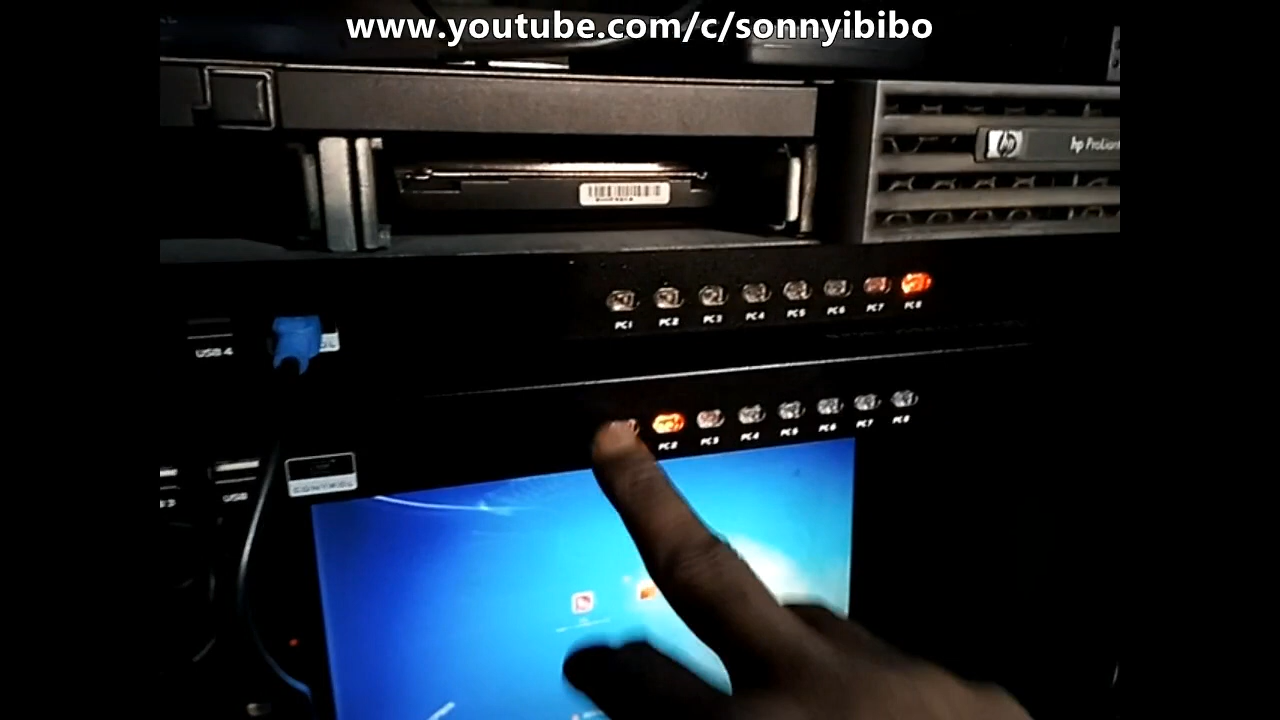 www.youtube.com/c/sonnyibibo
hp ProLiant
PC1 PC2 PC3 PC4 PC5 PC6 PC7 PC8
USB 4
PC2 PC3 PC4 PC5 PC6 PC7 PC8
USB
CONTROL